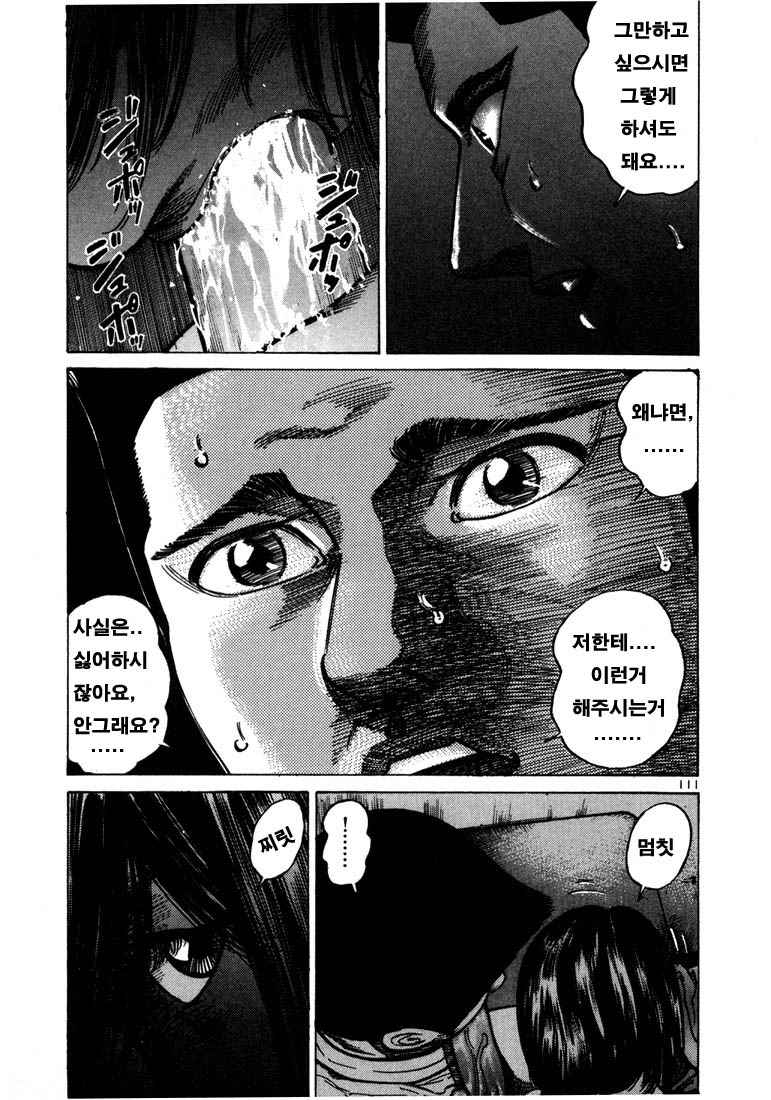 그만하고
싶으시면
그렇게
하셔도
돼요....
ジュポッ
ジュポッ
ジュポッ
왜냐면,
......
저한테....
이런거
해주시는거
.......
사실은..
싫어하시
잖아요,
안그래요?
.....
111
찌릿
!......
멈칫